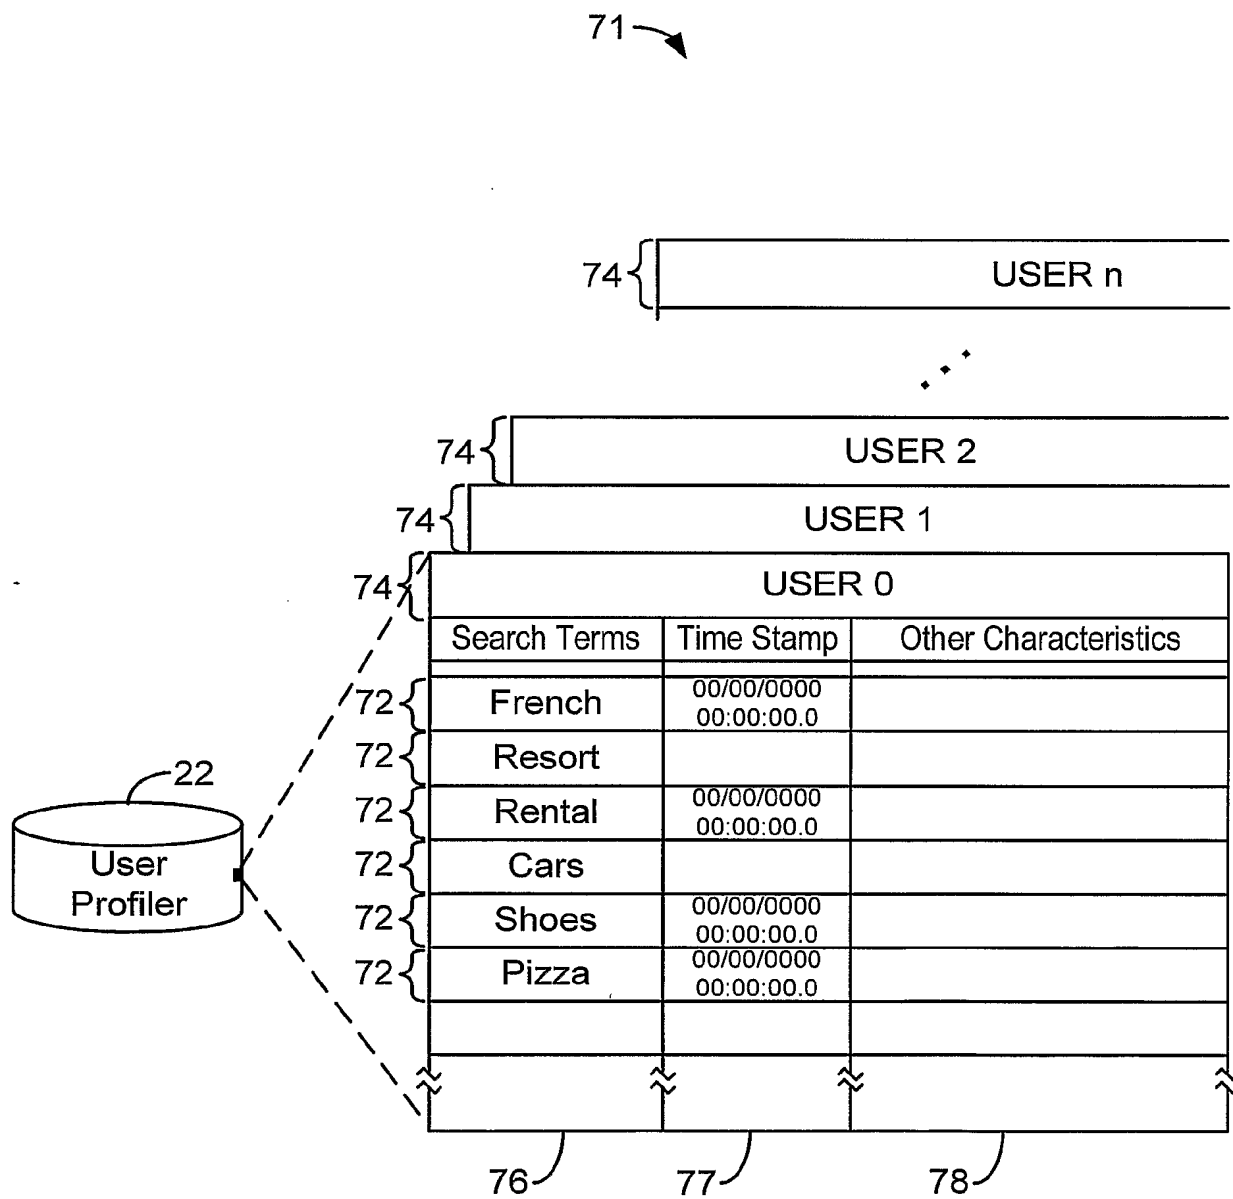 71
74
USER n
74
USER 2
74
USER 1
74
USER 0
Search Terms
Time Stamp
Other Characteristics
72
French
00/00/0000
00:00:00.0
72
Resort
72
Rental
00/00/0000
00:00:00.0
72
Cars
72
Shoes
00/00/0000
00:00:00.0
72
Pizza
00/00/0000
00:00:00.0
22
User
Profiler
76
77
78